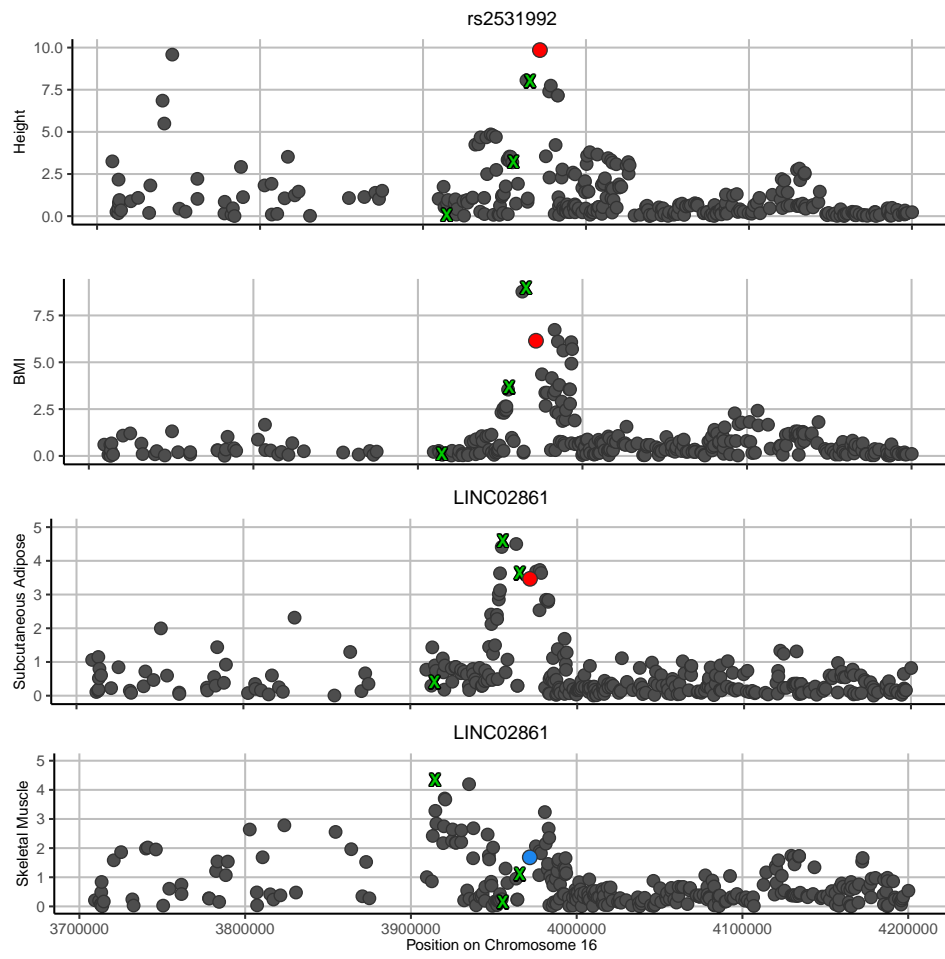 rs2531992
10.0
7.5
5.0
2.5
0.0
Height
7.5
5.0
2.5
0.0
BMI
LINC02861
5
4
3
2
1
0
Subcutaneous Adipose
LINC02861
5
4
3
2
1
0
Skeletal Muscle
3700000 3800000 3900000 4000000 4100000 4200000
Position on Chromosome 16